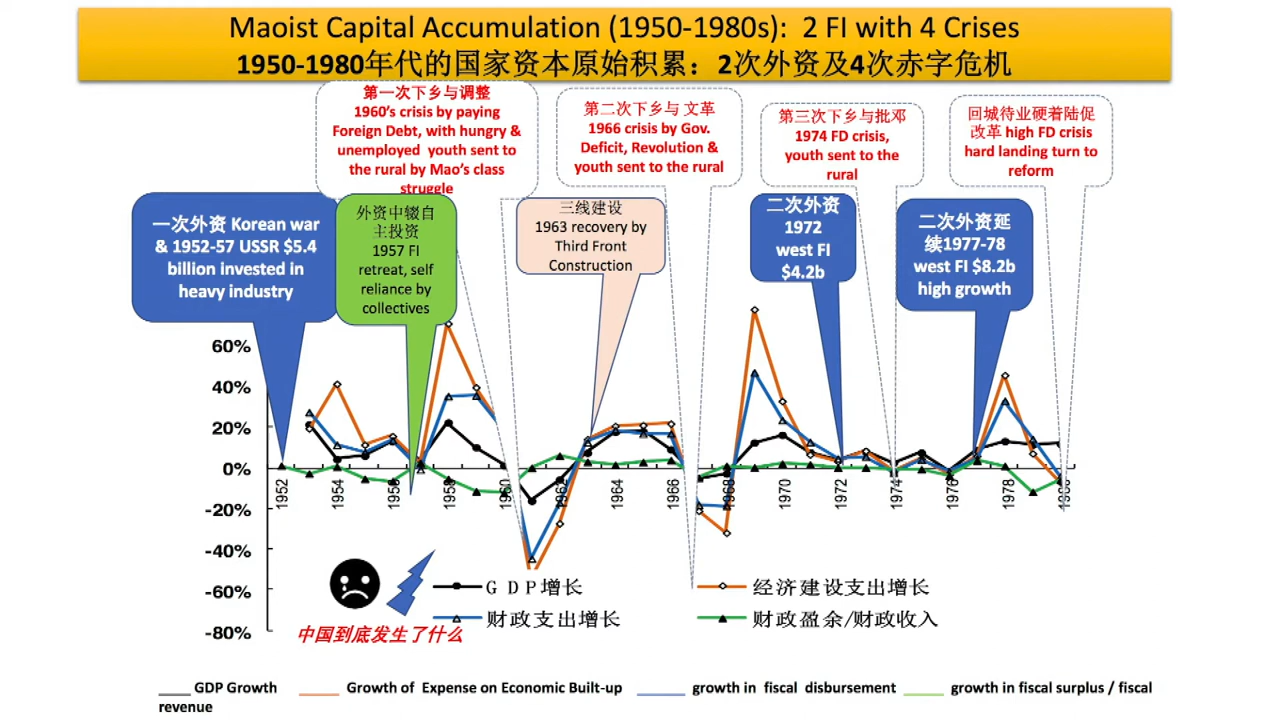 Maoist Capital Accumulation (1950-1980s): 2 FI with 4 Crises
1950-1980年代的国家资本原始积累：2次外资及4次赤字危机
第一次下乡与调整
1960's crisis by paying
Foreign Debt, with hungry &
unemployed youth sent to
the rural by Mao's class
struggle
第二次下乡与 文革
1966 crisis by Gov.
Deficit, Revolution &
youth sent to the rural
第三次下乡与批邓
1974 FD crisis,
youth sent to the
rural
回城待业硬着陆促
改革 high FD crisis
hard landing turn to
reform
一次外资 Korean war
& 1952-57 USSR $5.4
billion invested in
heavy industry
外资中辍自
主投资
1957 FI
retreat, self
reliance by
collectives
三线建设
1963 recovery by
Third Front
Construction
二次外资
1972
west FI
$4.2b
二次外资延
续1977-78
west FI $8.2b
high growth
60%
40%
20%
0%
-20%
-40%
-60%
-80%
1952
1954
1956
1958
1960
1962
1964
1966
1968
1970
1972
1974
1976
1978
GDP增长
经济建设支出增长
财政支出增长
财政盈余/财政收入
中国到底发生了什么
GDP Growth
Growth of Expense on Economic Built-up
growth in fiscal disbursement
growth in fiscal surplus / fiscal
revenue